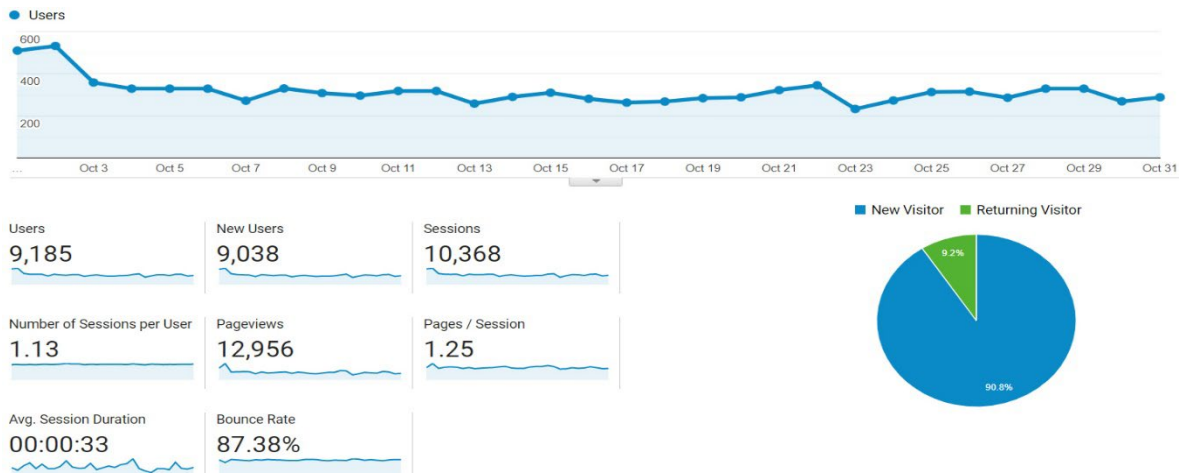 Users
600
400
200
... Oct 3 Oct 5 Oct 7 Oct 9 Oct 11 Oct 13 Oct 15 Oct 17 Oct 19 Oct 21 Oct 23 Oct 25 Oct 27 Oct 29 Oct 31
New Visitor Returning Visitor
Users New Users Sessions
9,185 9,038 10,368
9.2%
Number of Sessions per User Pageviews Pages / Session
1.13 12,956 1.25
90.8%
Avg. Session Duration Bounce Rate
00:00:33 87.38%